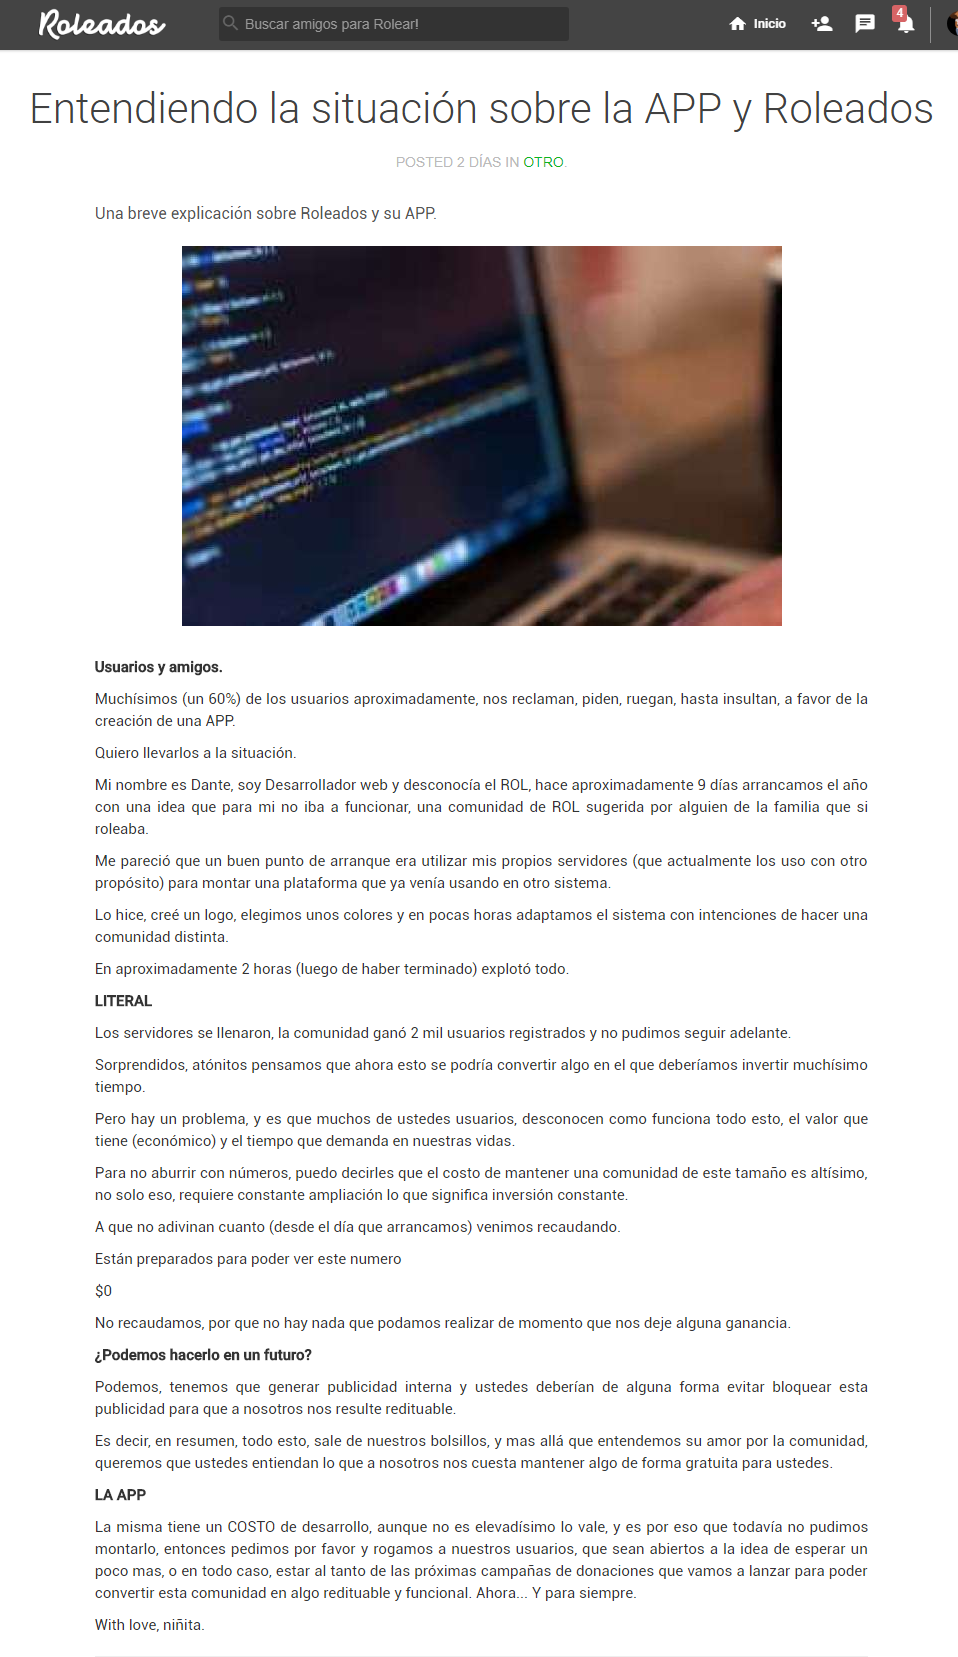 Roleados
Buscar amigos para Rolear!
Inicio
4
Entendiendo la situación sobre la APP y Roleados
POSTED 2 DÍAS IN OTRO.
Una breve explicación sobre Roleados y su APP.
Usuarios y amigos.
Muchísimos (un 60%) de los usuarios aproximadamente, nos reclaman, piden, ruegan, hasta insultan, a favor de la
creación de una APP.
Quiero llevarlos a la situación.
Mi nombre es Dante, soy Desarrollador web y desconocía el ROL, hace aproximadamente 9 días arrancamos el año
con una idea que para mi no iba a funcionar, una comunidad de ROL sugerida por alguien de la familia que si
roleaba.
Me pareció que un buen punto de arranque era utilizar mis propios servidores (que actualmente los uso con otro
propósito) para montar una plataforma que ya venía usando en otro sistema.
Lo hice, creé un logo, elegimos unos colores y en pocas horas adaptamos el sistema con intenciones de hacer una
comunidad distinta.
En aproximadamente 2 horas (luego de haber terminado) explotó todo.
LITERAL
Los servidores se llenaron, la comunidad ganó 2 mil usuarios registrados y no pudimos seguir adelante.
Sorprendidos, atónitos pensamos que ahora esto se podría convertir algo en el que deberíamos invertir muchísimo
tiempo.
Pero hay un problema, y es que muchos de ustedes usuarios, desconocen como funciona todo esto, el valor que
tiene (económico) y el tiempo que demanda en nuestras vidas.
Para no aburrir con números, puedo decirles que el costo de mantener una comunidad de este tamaño es altísimo,
no solo eso, requiere constante ampliación lo que significa inversión constante.
A que no adivinan cuanto (desde el día que arrancamos) venimos recaudando.
Están preparados para poder ver este numero
$0
No recaudamos, por que no hay nada que podamos realizar de momento que nos deje alguna ganancia.
¿Podemos hacerlo en un futuro?
Podemos, tenemos que generar publicidad interna y ustedes deberían de alguna forma evitar bloquear esta
publicidad para que a nosotros nos resulte redituable.
Es decir, en resumen, todo esto, sale de nuestros bolsillos, y mas allá que entendemos su amor por la comunidad,
queremos que ustedes entiendan lo que a nosotros nos cuesta mantener algo de forma gratuita para ustedes.
LA APP
La misma tiene un COSTO de desarrollo, aunque no es elevadísimo lo vale, y es por eso que todavía no pudimos
montarlo, entonces pedimos por favor y rogamos a nuestros usuarios, que sean abiertos a la idea de esperar un
poco mas, o en todo caso, estar al tanto de las próximas campañas de donaciones que vamos a lanzar para poder
convertir esta comunidad en algo redituable y funcional. Ahora... Y para siempre.
With love, niñita.